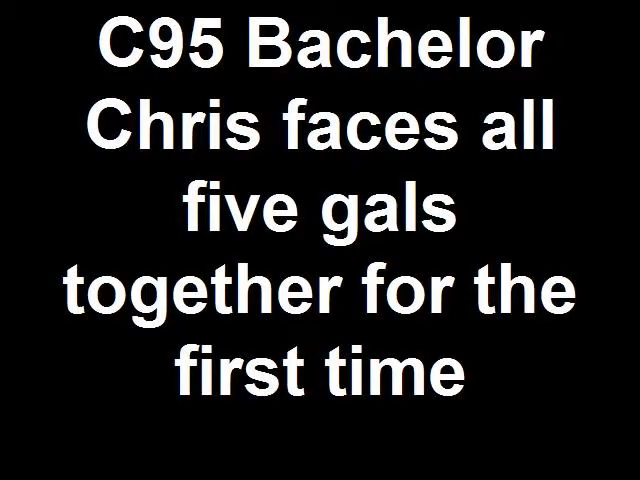 C95 Bachelor
Chris faces all
five gals
together for the
first time